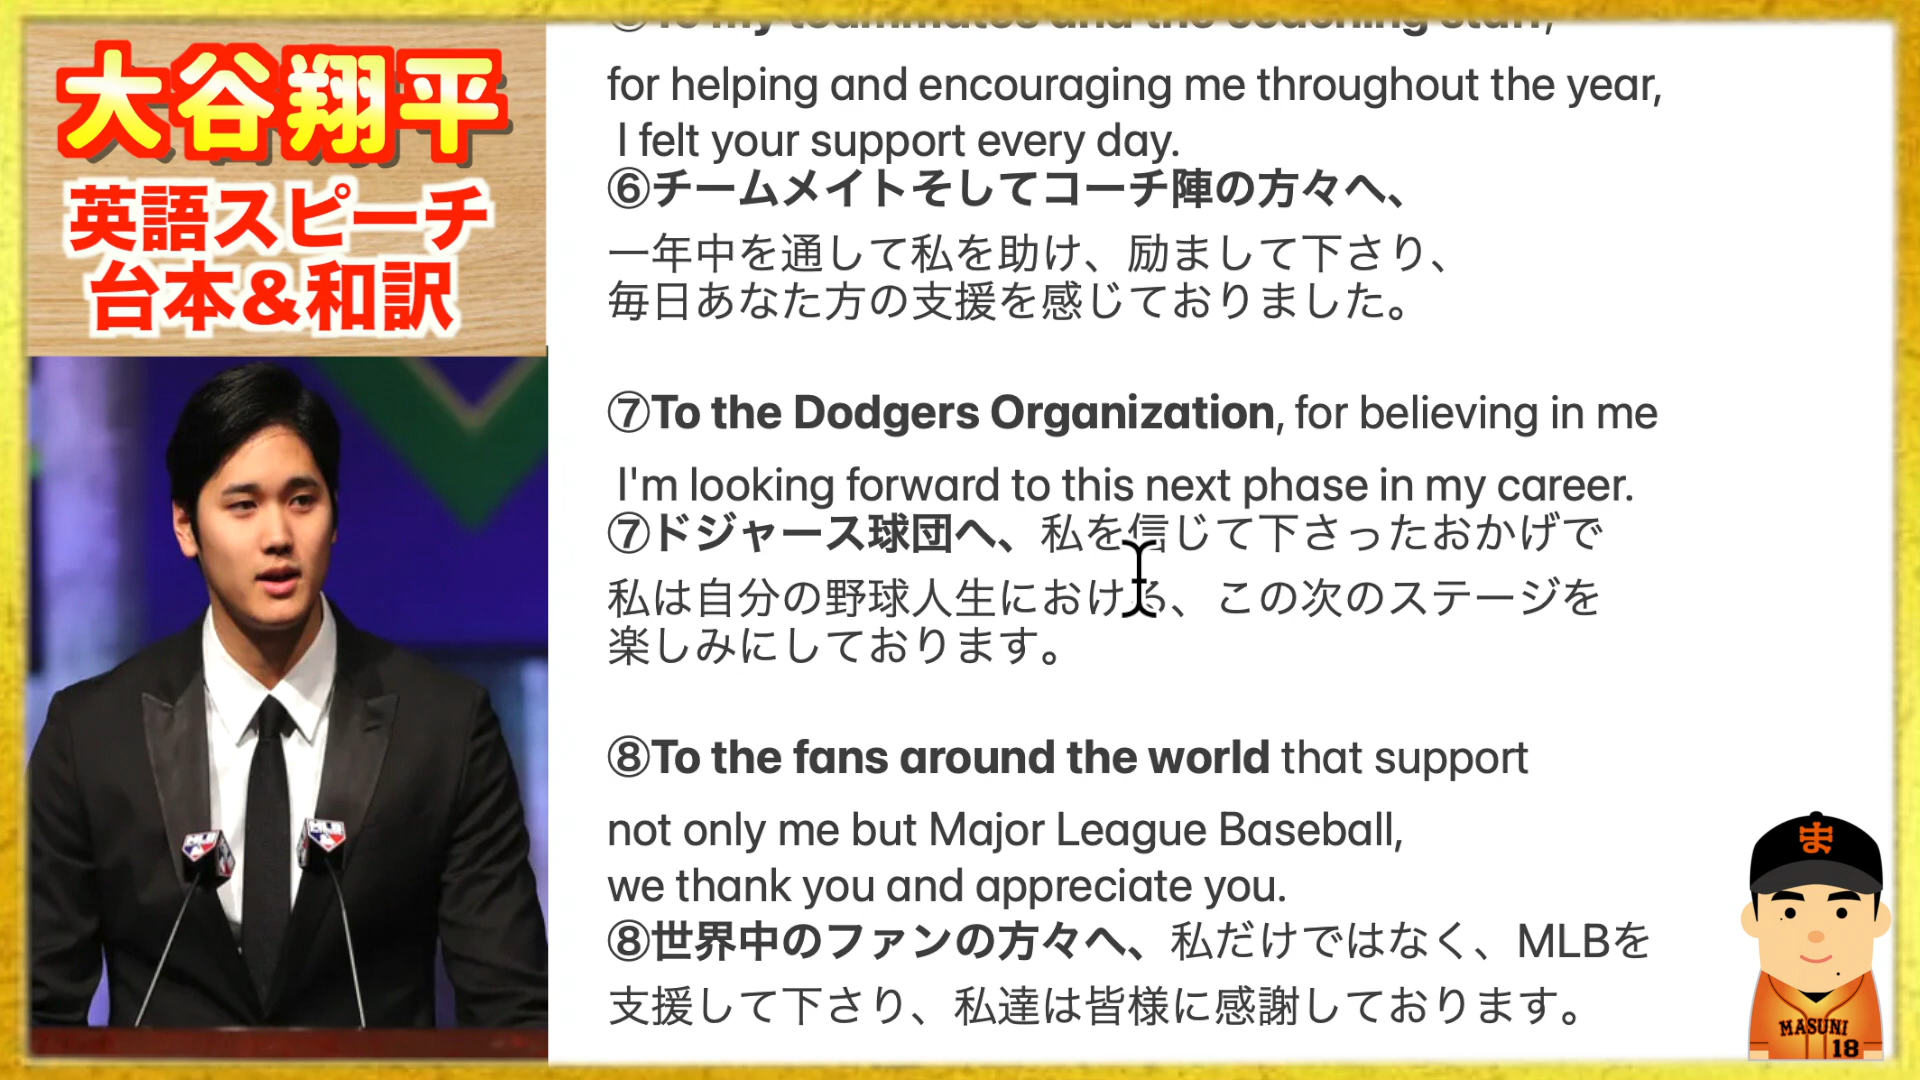 大谷翔平
英語スピーチ
台本&和訳
To my teammates and the coaching staff,
for helping and encouraging me throughout the year,
I felt your support every day.
⑥チームメイトそしてコーチ陣の方々へ、
一年中を通して私を助け、励まして下さり、
毎日あなた方の支援を感じておりました。
⑦To the Dodgers Organization, for believing in me
I'm looking forward to this next phase in my career.
⑦ドジャース球団へ、私を信じて下さったおかげで
私は自分の野球人生における、この次のステージを
楽しみにしております。
⑧To the fans around the world that support
not only me but Major League Baseball,
we thank you and appreciate you.
⑧世界中のファンの方々へ、私だけではなく、MLBを
支援して下さり、私達は皆様に感謝しております。
ま
MASUNI
18